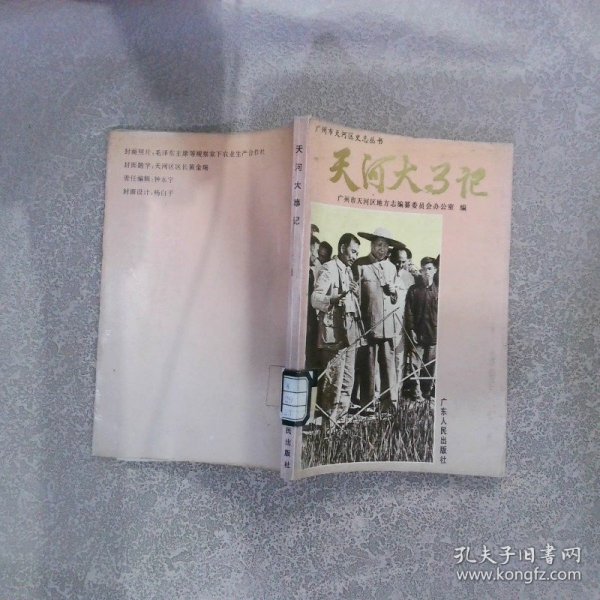 封面照片：毛泽东主席等视察棠下农业生产合作社
封面题字：天河区区长黄金梅
责任编辑：钟永宁
封面设计：杨白子
天河大事记
人民出版社
广州市天河区史志丛书
天河大事记
广州市天河区地方志编纂委员会办公室 编
广东人民出版社
孔夫子旧书网
www.kongfz.com